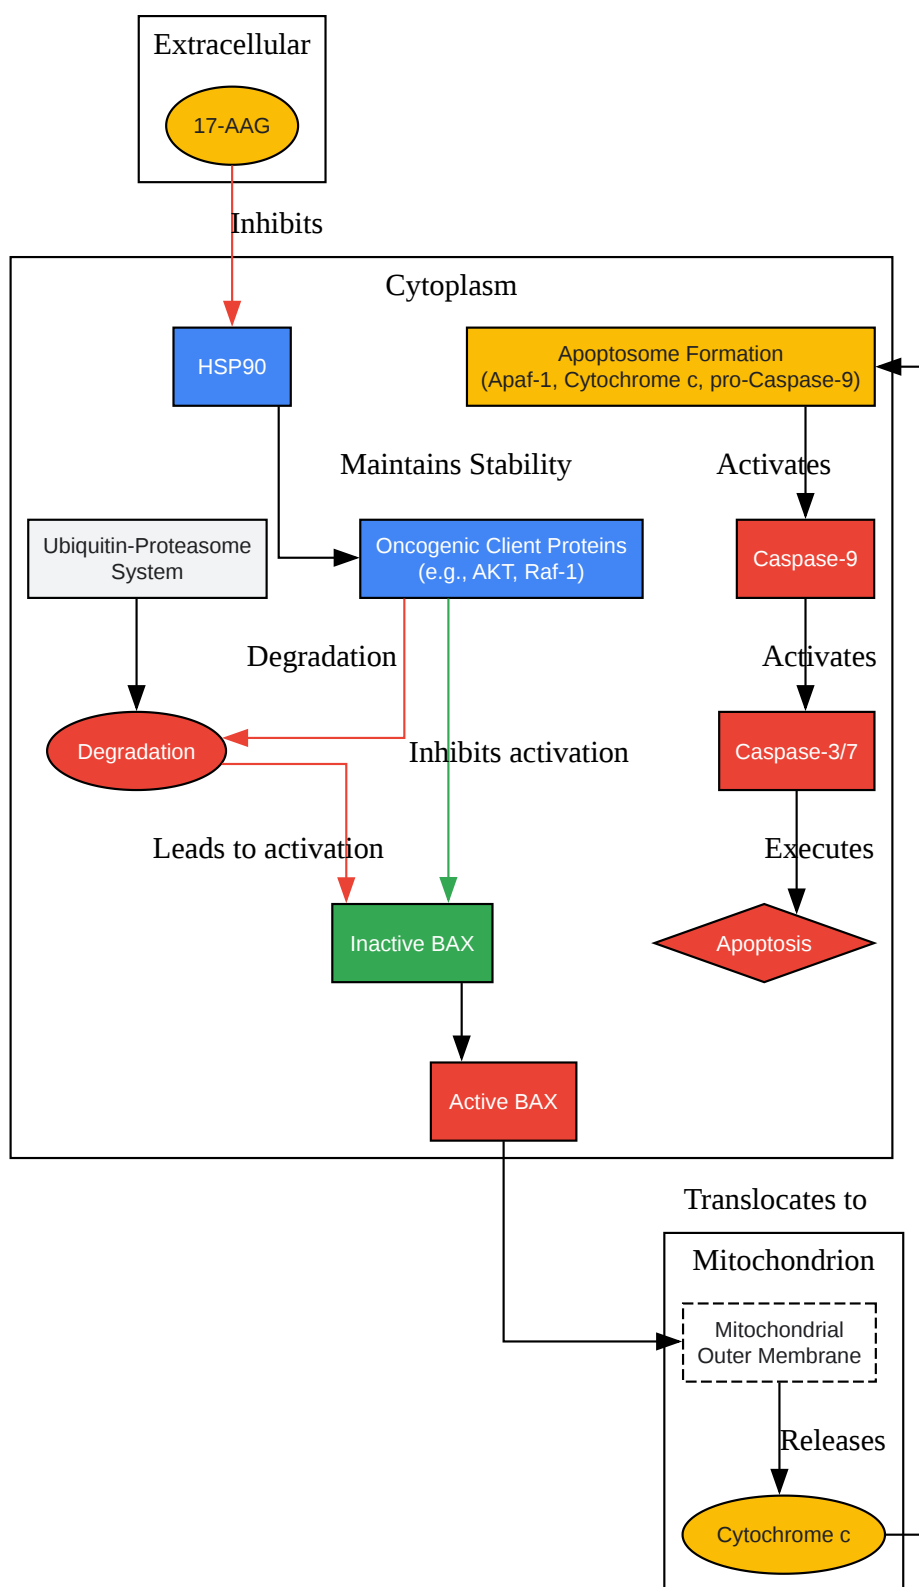 Extracellular
17-AAG
Inhibits
Cytoplasm
HSP90
Apoptosome Formation
(Apaf-1, Cytochrome c, pro-Caspase-9)
Maintains Stability
Activates
Ubiquitin-Proteasome
System
Oncogenic Client Proteins
(e.g., AKT, Raf-1)
Caspase-9
Degradation
Activates
Degradation
Inhibits activation
Caspase-3/7
Leads to activation
Executes
Inactive BAX
Apoptosis
Active BAX
Translocates to
Mitochondrion
Mitochondrial
Outer Membrane
Releases
Cytochrome c